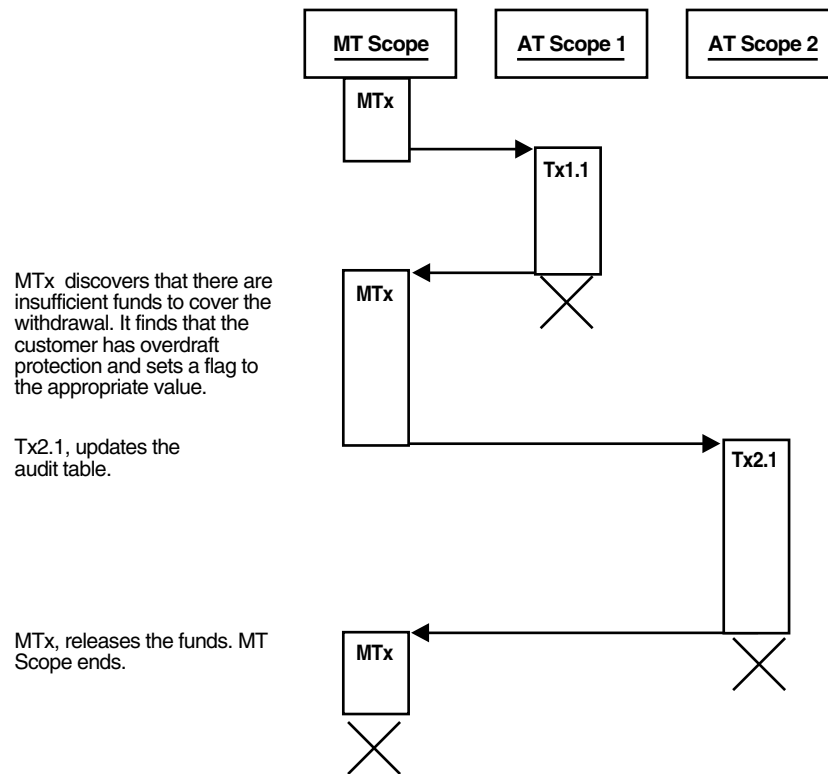 MT Scope
AT Scope 1
AT Scope 2
MTx
Tx1.1
MTx discovers that there are
insufficient funds to cover the
withdrawal. It finds that the
customer has overdraft
protection and sets a flag to
the appropriate value.
MTx
Tx2.1, updates the
audit table.
Tx2.1
MTx, releases the funds. MT
Scope ends.
MTx